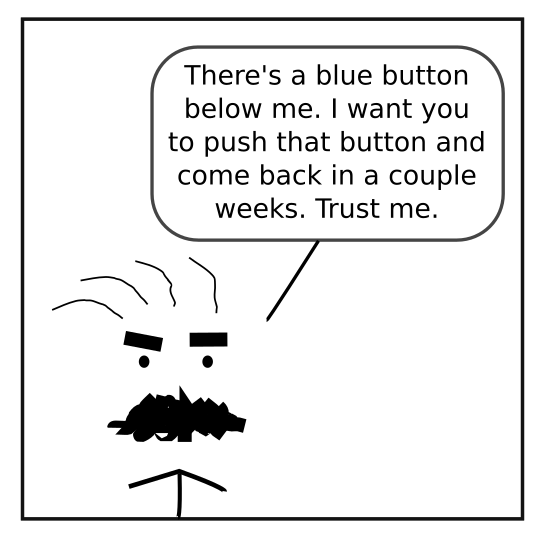 There's a blue button
below me. I want you
to push that button and
come back in a couple
weeks. Trust me.